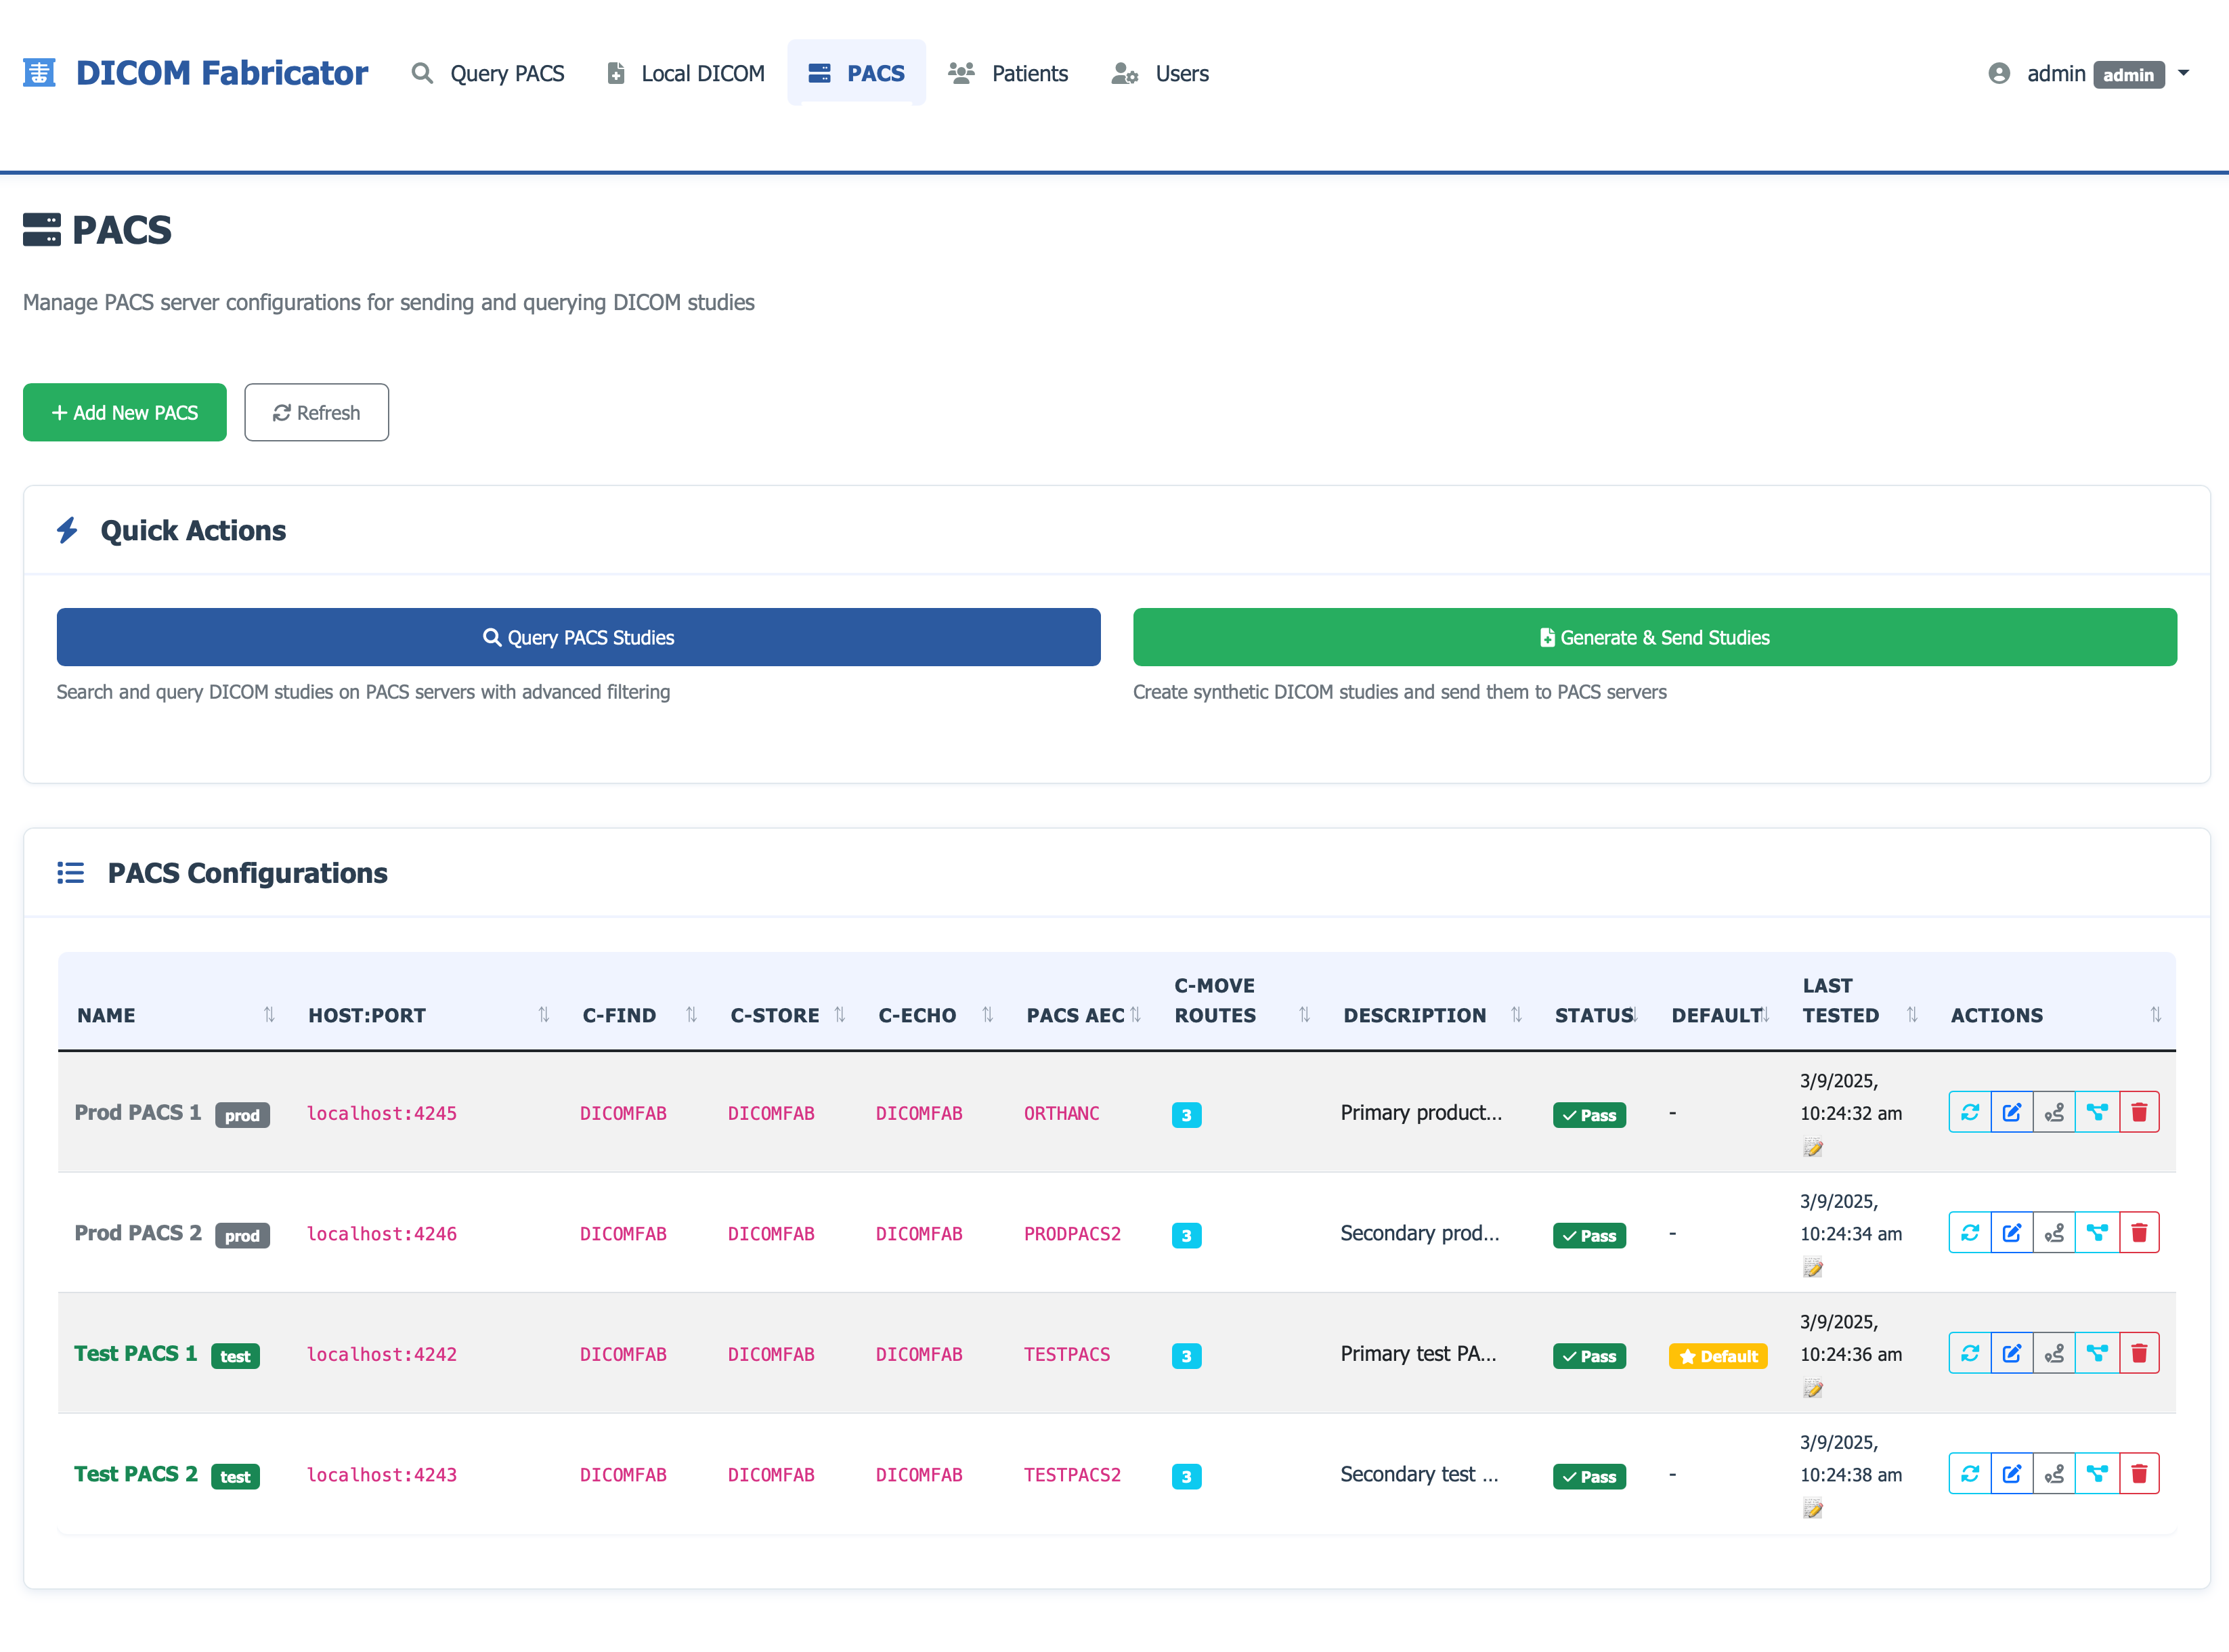 DICOM Fabricator
Query PACS
Local DICOM
PACS
Patients
Users
admin admin
PACS
Manage PACS server configurations for sending and querying DICOM studies
Add New PACS
Refresh
Quick Actions
Query PACS Studies
Generate & Send Studies
Search and query DICOM studies on PACS servers with advanced filtering
Create synthetic DICOM studies and send them to PACS servers
PACS Configurations
NAME HOST:PORT C-FIND C-STORE C-ECHO PACS AEC C-MOVE ROUTES DESCRIPTION STATUS DEFAULT LAST TESTED ACTIONS
Prod PACS 1 prod localhost:4245 DICOMFAB DICOMFAB DICOMFAB ORTHANC 3 Primary product... Pass - 3/9/2025, 10:24:32 am
Prod PACS 2 prod localhost:4246 DICOMFAB DICOMFAB DICOMFAB PRODPACS2 3 Secondary prod... Pass - 3/9/2025, 10:24:34 am
Test PACS 1 test localhost:4242 DICOMFAB DICOMFAB DICOMFAB TESTPACS 3 Primary test PA... Pass Default 3/9/2025, 10:24:36 am
Test PACS 2 test localhost:4243 DICOMFAB DICOMFAB DICOMFAB TESTPACS2 3 Secondary test ... Pass - 3/9/2025, 10:24:38 am